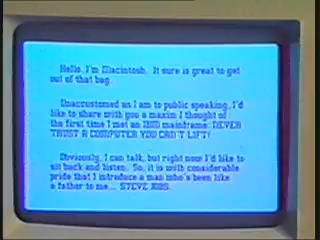 Hello, I'm Macintosh. It sure is great to get
out of that bag.
Unaccustomed as I am to public speaking, I'd
like to share with you a maxim I thought of
the first time I met an IBM mainframe: NEVER
TRUST A COMPUTER YOU CAN'T LIFT!
Obviously, I can talk, but right now I'd like to
sit back and listen. So, it is with considerable
pride that I introduce a man who's been like
a father to me... STEVE JOBS.